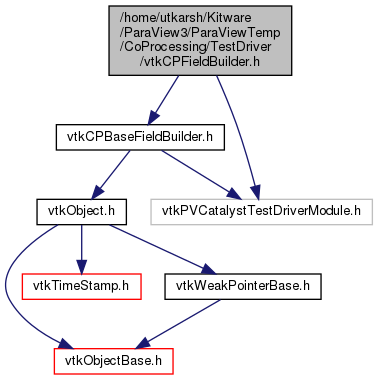 /home/utkarsh/Kitware
/ParaView3/ParaViewTemp
/CoProcessing/TestDriver
/vtkCPFieldBuilder.h
vtkCPBaseFieldBuilder.h
vtkObject.h
vtkPVCatalystTestDriverModule.h
vtkTimeStamp.h
vtkWeakPointerBase.h
vtkObjectBase.h